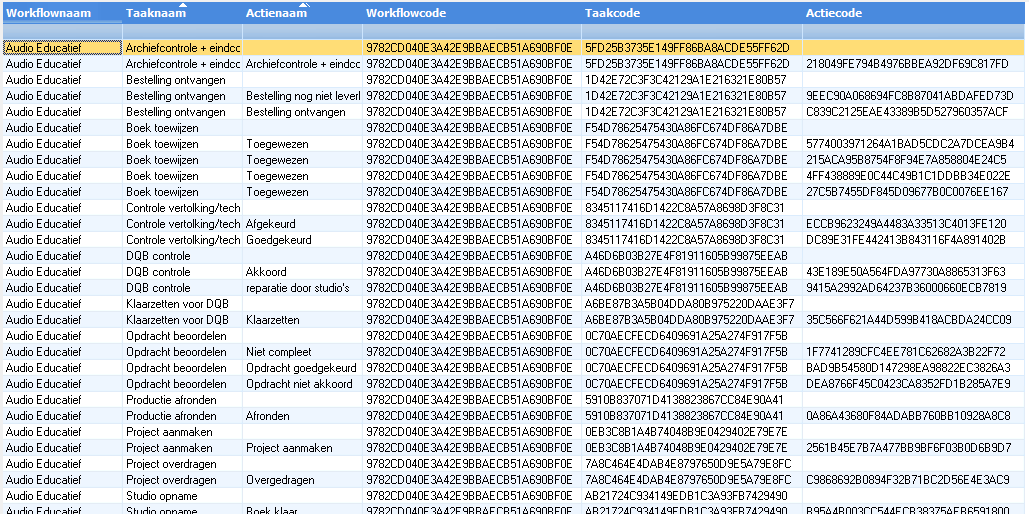 Workflownaam Taaknaam Actienaam Workflowcode Taakcode Actiecode
Audio Educatief Archiefcontrole + eindcc 9782CD040E3A42E9BBAECB51A690BF0E 5FD25B3735E149FF86BA8ACDE55FF62D
Audio Educatief Archiefcontrole + eindcc Archiefcontrole + eindcc 9782CD040E3A42E9BBAECB51A690BF0E 5FD25B3735E149FF86BA8ACDE55FF62D 218049FE794B4976BBEA92DF69C817FD
Audio Educatief Bestelling ontvangen 9782CD040E3A42E9BBAECB51A690BF0E 1D42E72C3F3C42129A1E216321E80B57
Audio Educatief Bestelling ontvangen Bestelling nog niet leverl 9782CD040E3A42E9BBAECB51A690BF0E 1D42E72C3F3C42129A1E216321E80B57 9EEC90A068694FC8B87041ABDAFED73D
Audio Educatief Bestelling ontvangen Bestelling ontvangen 9782CD040E3A42E9BBAECB51A690BF0E 1D42E72C3F3C42129A1E216321E80B57 C839C2125EAE43389B5D527960357ACF
Audio Educatief Boek toewijzen 9782CD040E3A42E9BBAECB51A690BF0E F54D78625475430A86FC674DF86A7DBE
Audio Educatief Boek toewijzen Toegewezen 9782CD040E3A42E9BBAECB51A690BF0E F54D78625475430A86FC674DF86A7DBE 5774003971264A1BAD5CDC2A7DCEA9B4
Audio Educatief Boek toewijzen Toegewezen 9782CD040E3A42E9BBAECB51A690BF0E F54D78625475430A86FC674DF86A7DBE 215ACA95B8754F8F94E7A858804E24C5
Audio Educatief Boek toewijzen Toegewezen 9782CD040E3A42E9BBAECB51A690BF0E F54D78625475430A86FC674DF86A7DBE 4FF438889E0C44C49B1C1DDBB34E022E
Audio Educatief Boek toewijzen Toegewezen 9782CD040E3A42E9BBAECB51A690BF0E F54D78625475430A86FC674DF86A7DBE 27C5B7455DF845D09677B0C0076EE167
Audio Educatief Controle vertolking/tech 9782CD040E3A42E9BBAECB51A690BF0E 8345117416D1422C8A57A8698D3F8C31
Audio Educatief Controle vertolking/tech Afgekeurd 9782CD040E3A42E9BBAECB51A690BF0E 8345117416D1422C8A57A8698D3F8C31 ECCB9623249A4483A33513C4013FE120
Audio Educatief Controle vertolking/tech Goedgekeurd 9782CD040E3A42E9BBAECB51A690BF0E 8345117416D1422C8A57A8698D3F8C31 DC89E31FE442413B843116F4A891402B
Audio Educatief DQB controle 9782CD040E3A42E9BBAECB51A690BF0E A46D6B03B27E4F81911605B99875EEAB
Audio Educatief DQB controle Akkoord 9782CD040E3A42E9BBAECB51A690BF0E A46D6B03B27E4F81911605B99875EEAB 43E189E50A564FDA97730A8865313F63
Audio Educatief DQB controle reparatie door studio's 9782CD040E3A42E9BBAECB51A690BF0E A46D6B03B27E4F81911605B99875EEAB 9415A2992AD64237B36000660ECB7819
Audio Educatief Klaarzetten voor DQB 9782CD040E3A42E9BBAECB51A690BF0E A6BE87B3A5B04DDA80B975220DAAE3F7
Audio Educatief Klaarzetten voor DQB Klaarzetten 9782CD040E3A42E9BBAECB51A690BF0E A6BE87B3A5B04DDA80B975220DAAE3F7 35C566F621A44D599B418ACBDA24CC09
Audio Educatief Opdracht beoordelen 9782CD040E3A42E9BBAECB51A690BF0E 0C70AECFECD6409691A25A274F917F5B
Audio Educatief Opdracht beoordelen Niet compleet 9782CD040E3A42E9BBAECB51A690BF0E 0C70AECFECD6409691A25A274F917F5B 1F7741289CFC4EE781C62682A3B22F72
Audio Educatief Opdracht beoordelen Opdracht goedgekeurd 9782CD040E3A42E9BBAECB51A690BF0E 0C70AECFECD6409691A25A274F917F5B BAD9B54580D147298EA98822EC3826A3
Audio Educatief Opdracht beoordelen Opdracht niet akkoord 9782CD040E3A42E9BBAECB51A690BF0E 0C70AECFECD6409691A25A274F917F5B DEA8766F45C0423CA8352FD1B285A7E9
Audio Educatief Productie afronden 9782CD040E3A42E9BBAECB51A690BF0E 5910B837071D4138823867CC84E90A41
Audio Educatief Productie afronden Afronden 9782CD040E3A42E9BBAECB51A690BF0E 5910B837071D4138823867CC84E90A41 0A86A43680F84ADABB760BB10928A8C8
Audio Educatief Project aanmaken 9782CD040E3A42E9BBAECB51A690BF0E 0EB3C8B1A4B74048B9E0429402E79E7E
Audio Educatief Project aanmaken Project aanmaken 9782CD040E3A42E9BBAECB51A690BF0E 0EB3C8B1A4B74048B9E0429402E79E7E 2561B45E7B7A477BB9BF6F03B0D6B9D7
Audio Educatief Project overdragen 9782CD040E3A42E9BBAECB51A690BF0E 7A8C464E4DAB4E8797650D9E5A79E8FC
Audio Educatief Project overdragen Overgedragen 9782CD040E3A42E9BBAECB51A690BF0E 7A8C464E4DAB4E8797650D9E5A79E8FC C9868692B0894F32B71BC2D56E4E3AC9
Audio Educatief Studio opname 9782CD040E3A42E9BBAECB51A690BF0E AB21724C934149EDB1C3A93FB7429490
Audio Educatief Studio opname Boek klaar 9782CD040E3A42E9BBAECB51A690BF0E AB21724C934149EDB1C3A93FB7429490 B95A4B003CC544ECB38375AEB6591800